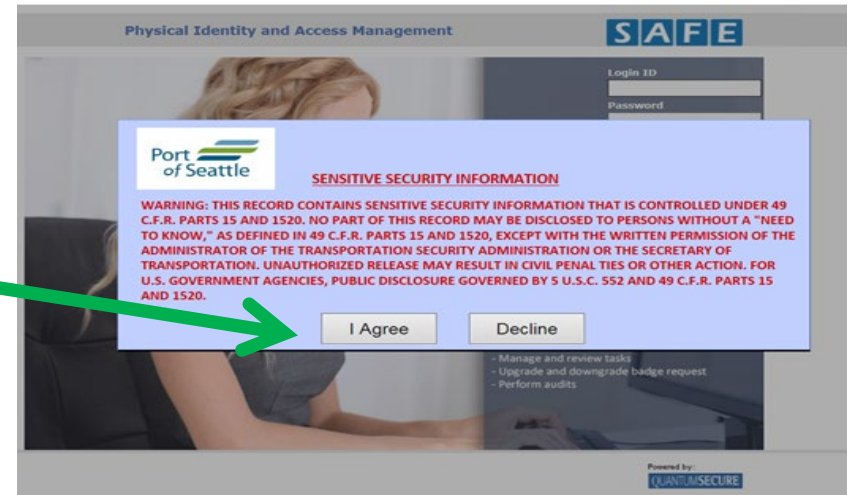 Physical Identity and Access Management
SAFE
Login ID
Password
Port
of Seattle
SENSITIVE SECURITY INFORMATION
WARNING: THIS RECORD CONTAINS SENSITIVE SECURITY INFORMATION THAT IS CONTROLLED UNDER 49
C.F.R. PARTS 15 AND 1520. NO PART OF THIS RECORD MAY BE DISCLOSED TO PERSONS WITHOUT A "NEED
TO KNOW," AS DEFINED IN 49 C.F.R. PARTS 15 AND 1520, EXCEPT WITH THE WRITTEN PERMISSION OF THE
ADMINISTRATOR OF THE TRANSPORTATION SECURITY ADMINISTRATION OR THE SECRETARY OF
TRANSPORTATION. UNAUTHORIZED RELEASE MAY RESULT IN CIVIL PENAL TIES OR OTHER ACTION. FOR
U.S. GOVERNMENT AGENCIES, PUBLIC DISCLOSURE GOVERNED BY 5 U.S.C. 552 AND 49 C.F.R. PARTS 15
AND 1520.
I Agree Decline
- Manage and review tasks
- Upgrade and downgrade badge request
- Perform audits
Powered by:
QUANTUMSECURE